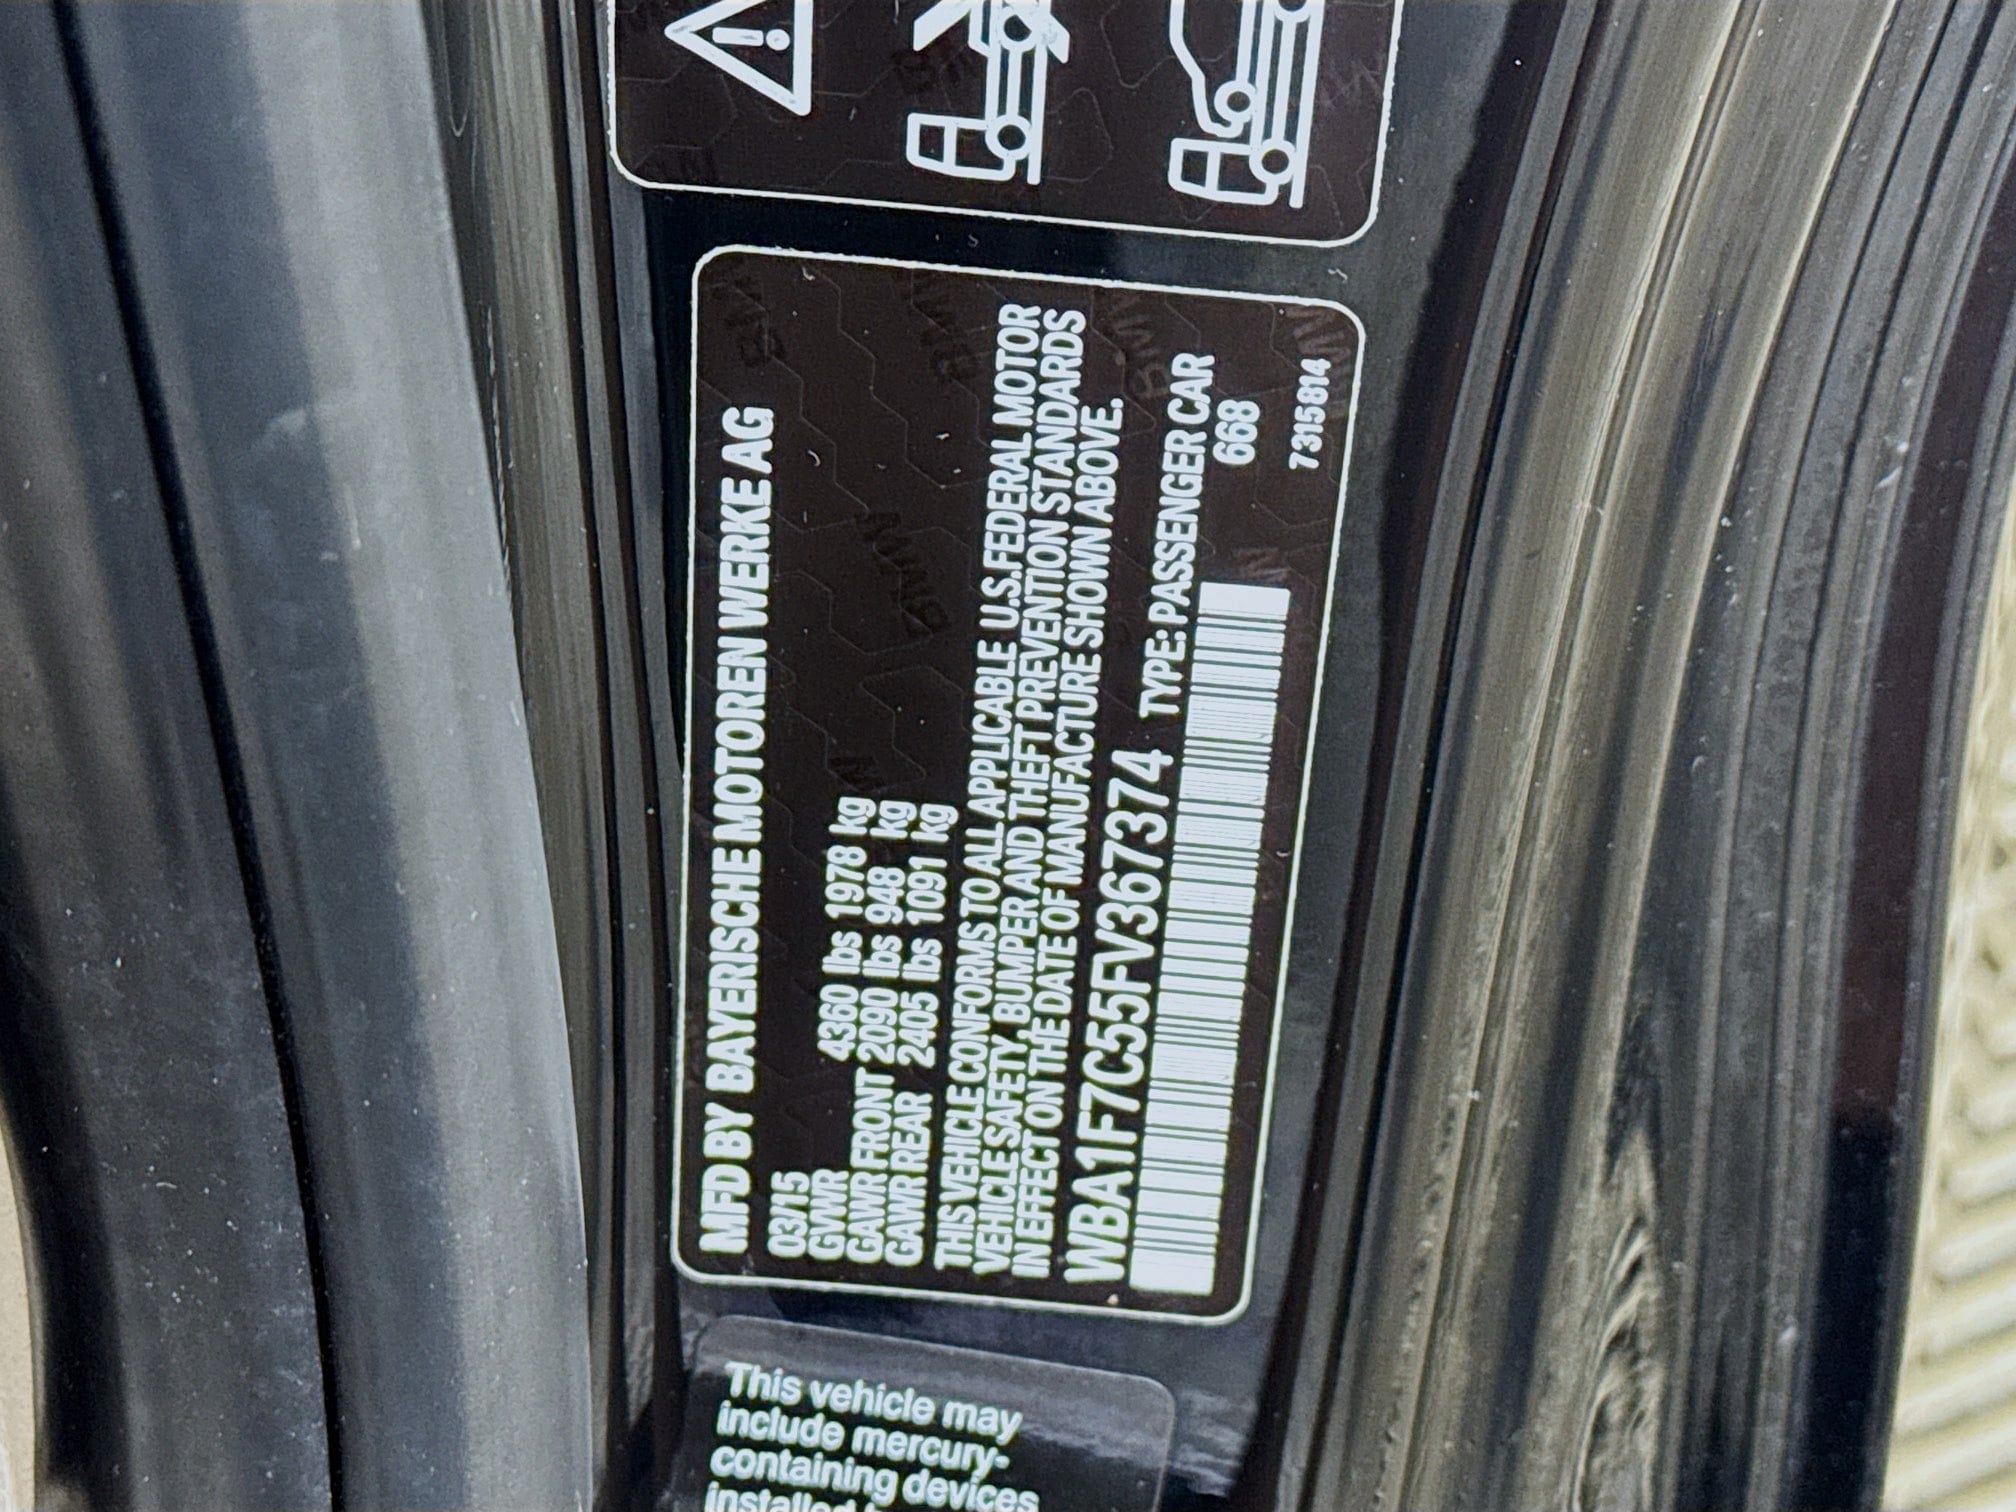 MFD BY BAYERISCHE MOTOREN WERKE AG
03/15
GVWR 4360 lbs 1978 kg
GAWR FRONT 2090 lbs 948 kg
GAWR REAR 2405 lbs 1091 kg
THIS VEHICLE CONFORMS TO ALL APPLICABLE U.S.FEDERAL MOTOR
VEHICLE SAFETY, BUMPER AND THEFT PREVENTION STANDARDS
IN EFFECT ON THE DATE OF MANUFACTURE SHOWN ABOVE.
WBA1F7C55FV367374 TYPE: PASSENGER CAR
668
7315814
This vehicle may
include mercury-
containing devices
installed